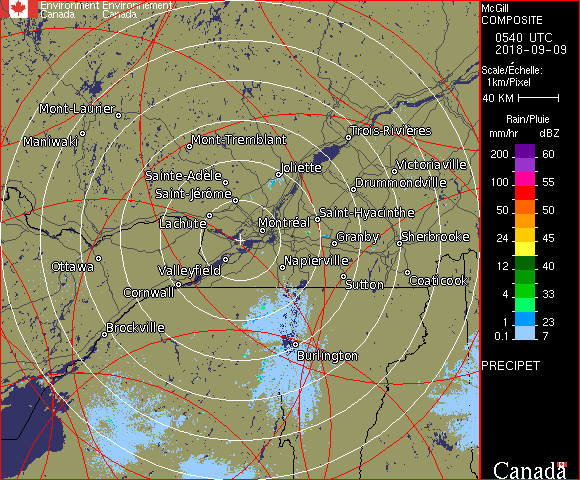 Environment Environnement
Canada Canada
Mont-Laurier
Maniwaki
Mont-Tremblant
Trois-Rivières
Sainte-Adèle
Joliette
Victoriaville
Saint-Jérôme
Drummondville
Lachute
Montréal
Saint-Hyacinthe
Granby
Sherbrooke
Ottawa
Valleyfield
Napierville
Cornwall
Sutton
Coaticook
Brockville
Burlington
McGill
COMPOSITE
0540 UTC
2018-09-09
Scale/Échelle:
1km/Pixel
40 KM
Rain/Pluie
mm/hr dBZ
200 60
150 57
100 55
50 50
24 45
12 40
4 33
1 23
0.1 7
PRECIPET
Canada